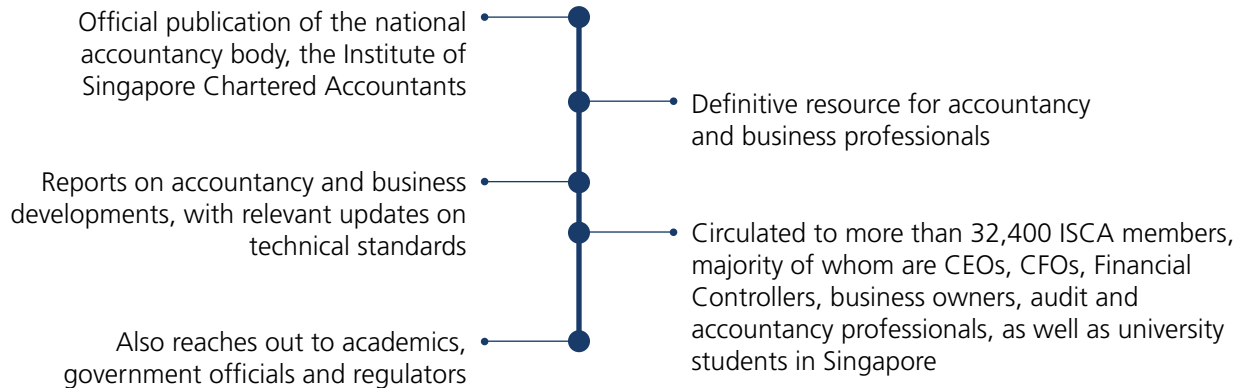 Official publication of the national
accountancy body, the Institute of
Singapore Chartered Accountants
Definitive resource for accountancy
and business professionals
Reports on accountancy and business
developments, with relevant updates on
technical standards
Circulated to more than 32,400 ISCA members,
majority of whom are CEOs, CFOs, Financial
Controllers, business owners, audit and
accountancy professionals, as well as university
students in Singapore
Also reaches out to academics,
government officials and regulators